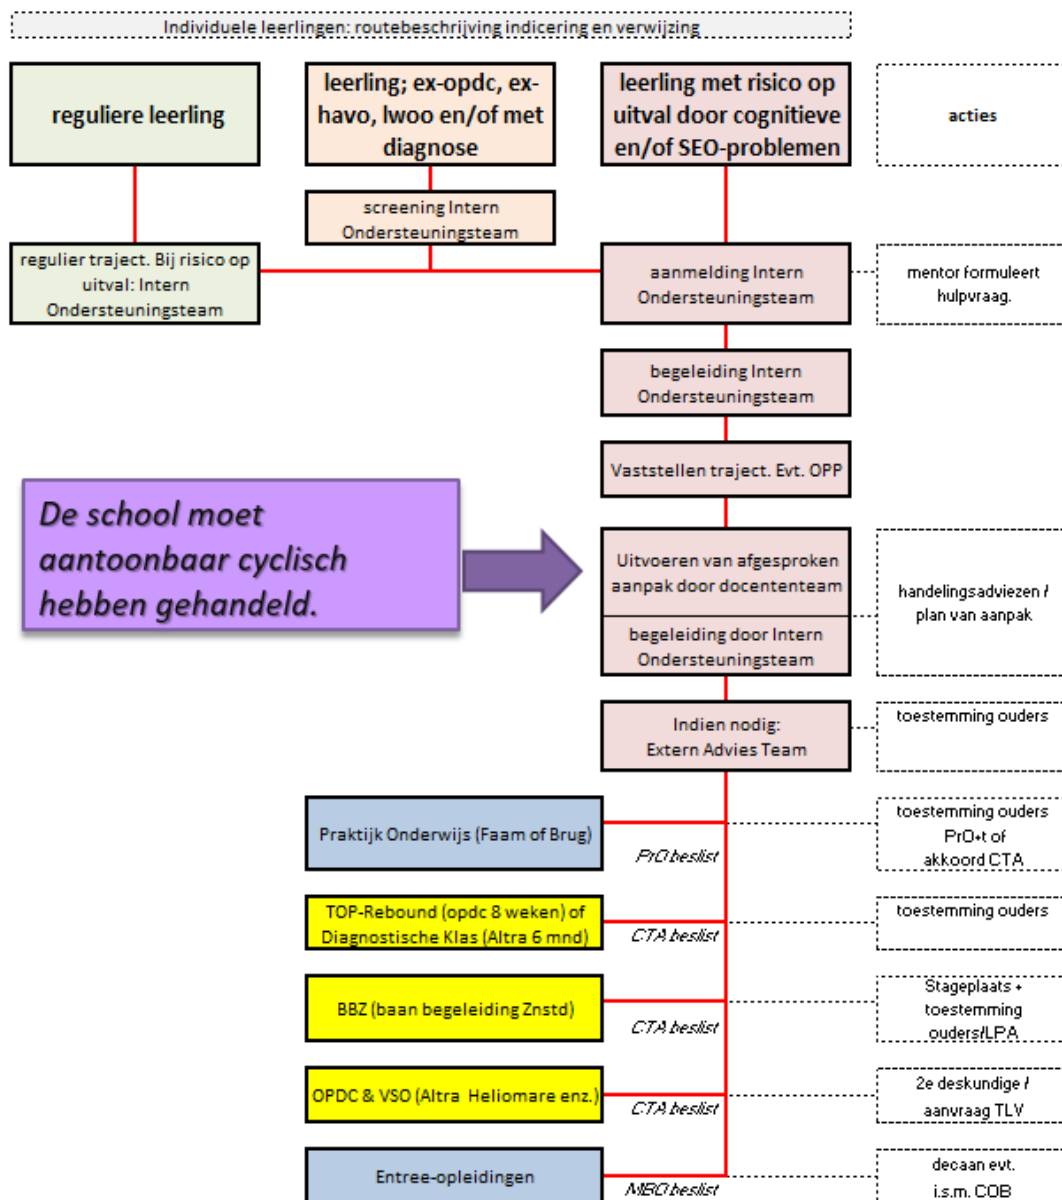 Individuele leerlingen: routebeschrijving indicering en verwijzing
reguliere leerling
leerling; ex-opdc, ex-
havo, lwoo en/of met
diagnose
leerling met risico op
uitval door cognitieve
en/of SEO-problemen
acties
screening Intern
Ondersteuningsteam
regulier traject. Bij risico op
uitval: Intern
Ondersteuningsteam
aanmelding Intern
Ondersteuningsteam
mentor formuleert
hulpvraag.
begeleiding Intern
Ondersteuningsteam
Vaststellen traject. Evt. OPP
De school moet
aantoonbaar cyclisch
hebben gehandeld.
Uitvoeren van afgesproken
aanpak door docententeam
handelingsadviezen /
plan van aanpak
begeleiding door Intern
Ondersteuningsteam
Indien nodig:
Extern Advies Team
toestemming ouders
Praktijk Onderwijs (Faam of Brug)
PrO beslist
toestemming ouders
PrO+t of
akkoord CTA
TOP-Rebound (opdc 8 weken) of
Diagnostische Klas (Altra 6 mnd)
CTA beslist
toestemming ouders
BBZ (baan begeleiding Znstd)
CTA beslist
Stageplaats +
toestemming
ouders/LPA
OPDC & VSO (Altra Heliomare enz.)
CTA beslist
2e deskundige /
aanvraag TLV
Entree-opleidingen
MBO beslist
decaan evt.
i.s.m. COB